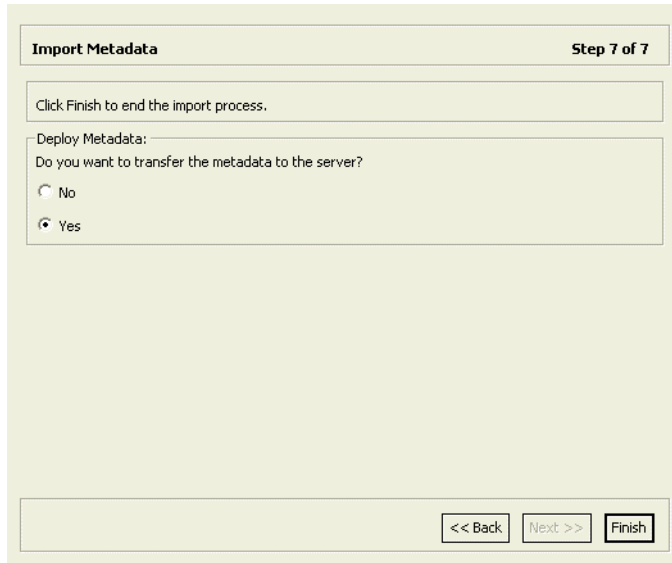 Import Metadata Step 7 of 7
Click Finish to end the import process.
Deploy Metadata:
Do you want to transfer the metadata to the server?
No
Yes
<< Back Next >> Finish